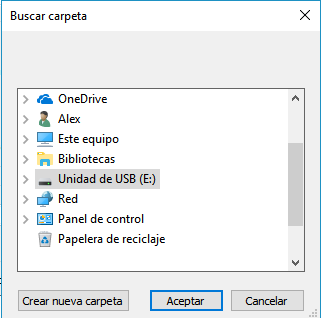 Buscar carpeta
OneDrive
Alex
Este equipo
Bibliotecas
Unidad de USB (E:)
Red
Panel de control
Papelera de reciclaje
Crear nueva carpeta Aceptar Cancelar